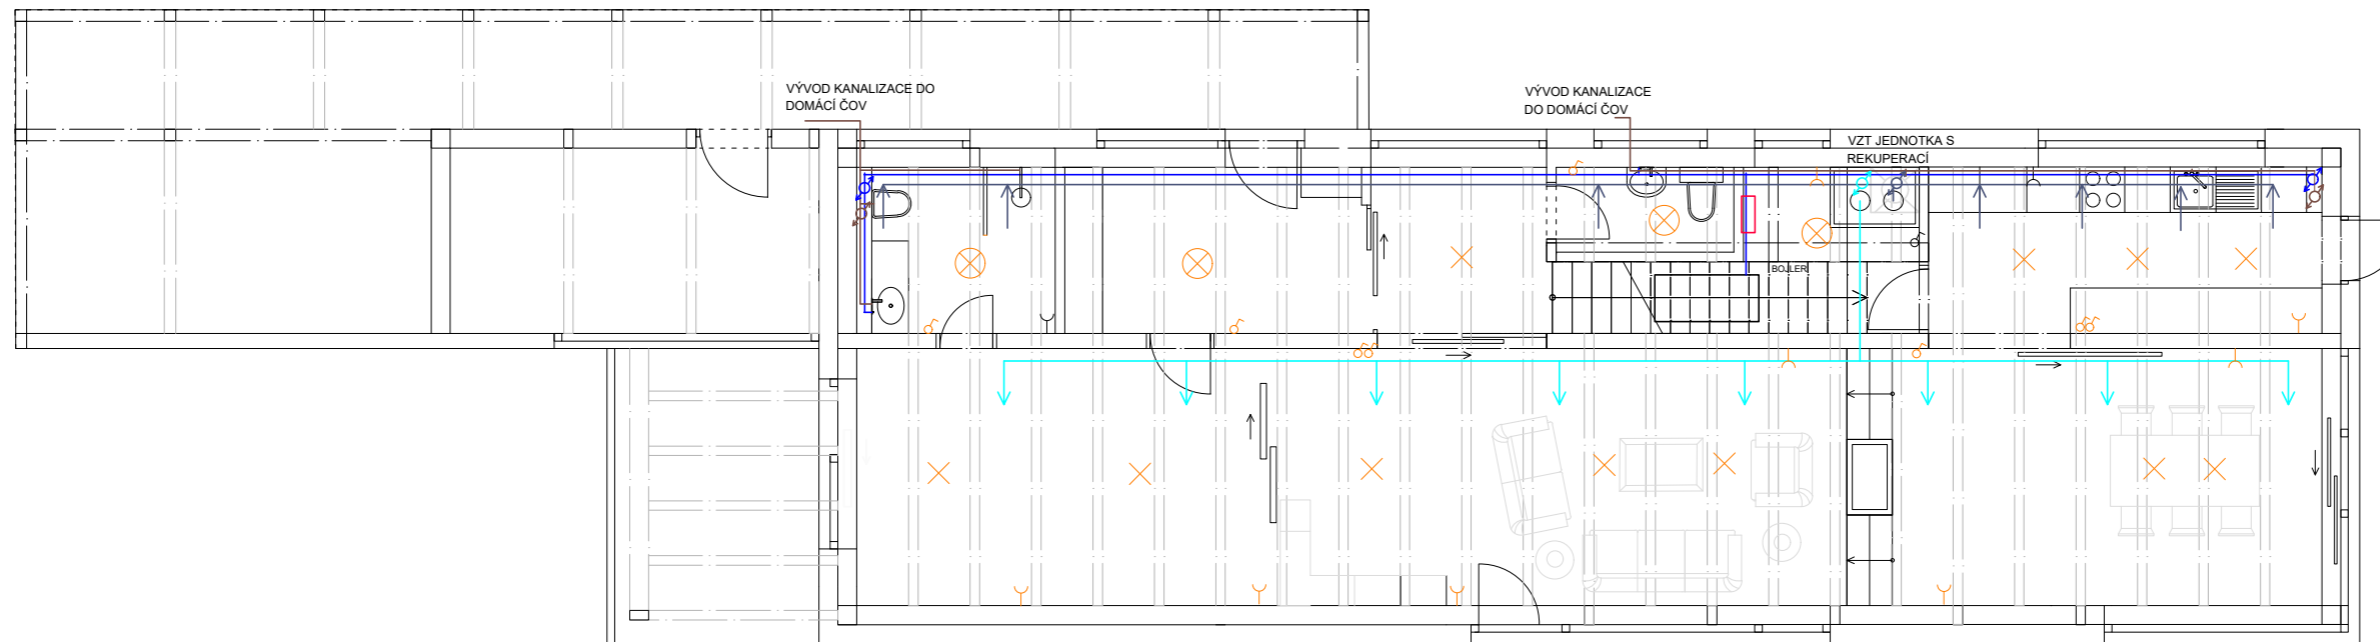 VÝVOD KANALIZACE DO
DOMÁCÍ ČOV
VÝVOD KANALIZACE
DO DOMÁCÍ ČOV
VZT JEDNOTKA S
REKUPERACÍ
BOJLER